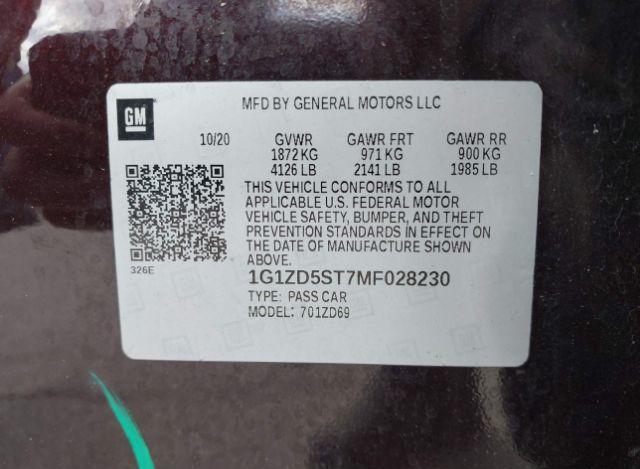 GM
MFD BY GENERAL MOTORS LLC
10/20 GVWR GAWR FRT GAWR RR
1872 KG 971 KG 900 KG
4126 LB 2141 LB 1985 LB
THIS VEHICLE CONFORMS TO ALL
APPLICABLE U.S. FEDERAL MOTOR
VEHICLE SAFETY, BUMPER, AND THEFT
PREVENTION STANDARDS IN EFFECT ON
THE DATE OF MANUFACTURE SHOWN
ABOVE.
326E
1G1ZD5ST7MF028230
TYPE: PASS CAR
MODEL: 701ZD69